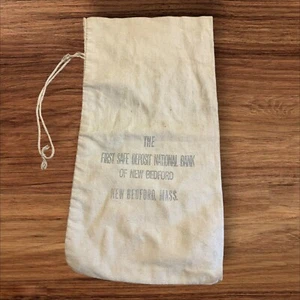 THE
FIRST SAFE DEPOSIT NATIONAL BANK
OF NEW BEDFORD
NEW BEDFORD, MASS.